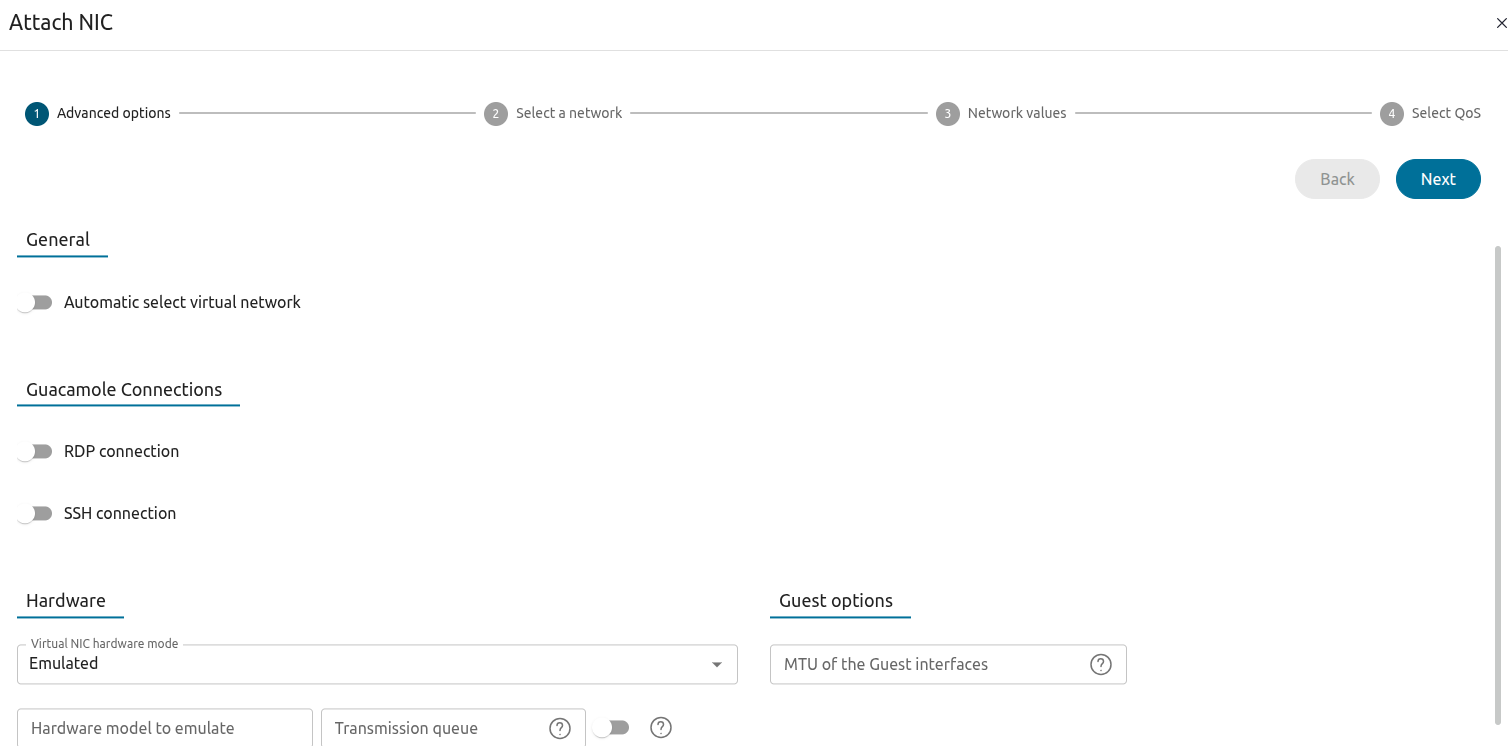 Attach NIC
1 Advanced options 2 Select a network 3 Network values 4 Select QoS
Back Next
General
Automatic select virtual network
Guacamole Connections
RDP connection
SSH connection
Hardware Guest options
Virtual NIC hardware mode
Emulated MTU of the Guest interfaces ?
Hardware model to emulate Transmission queue ? ?